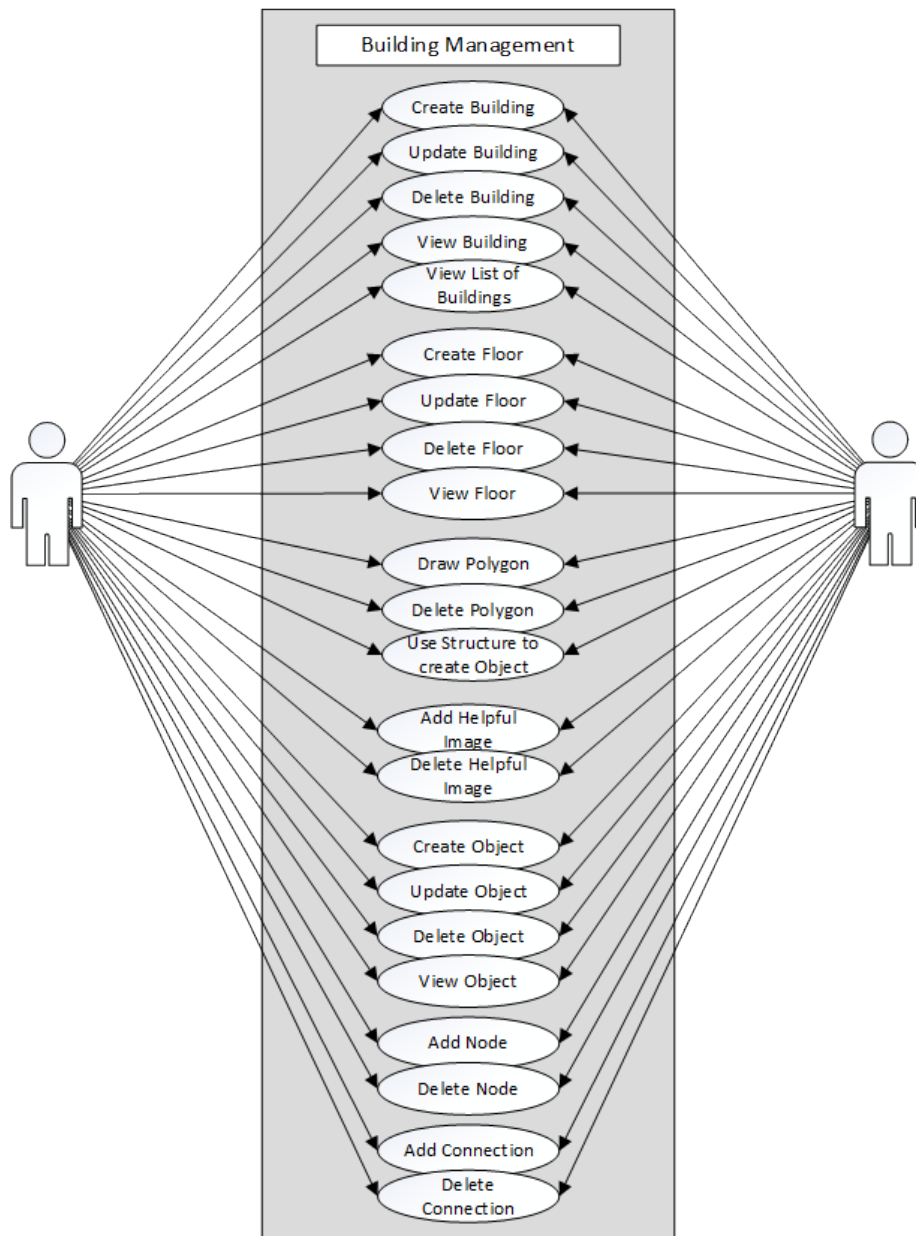 Building Management
Create Building
Update Building
Delete Building
View Building
View List of
Buildings
Create Floor
Update Floor
Delete Floor
View Floor
Draw Polygon
Delete Polygon
Use Structure to
create Object
Add Helpful
Image
Delete Helpful
Image
Create Object
Update Object
Delete Object
View Object
Add Node
Delete Node
Add Connection
Delete
Connection